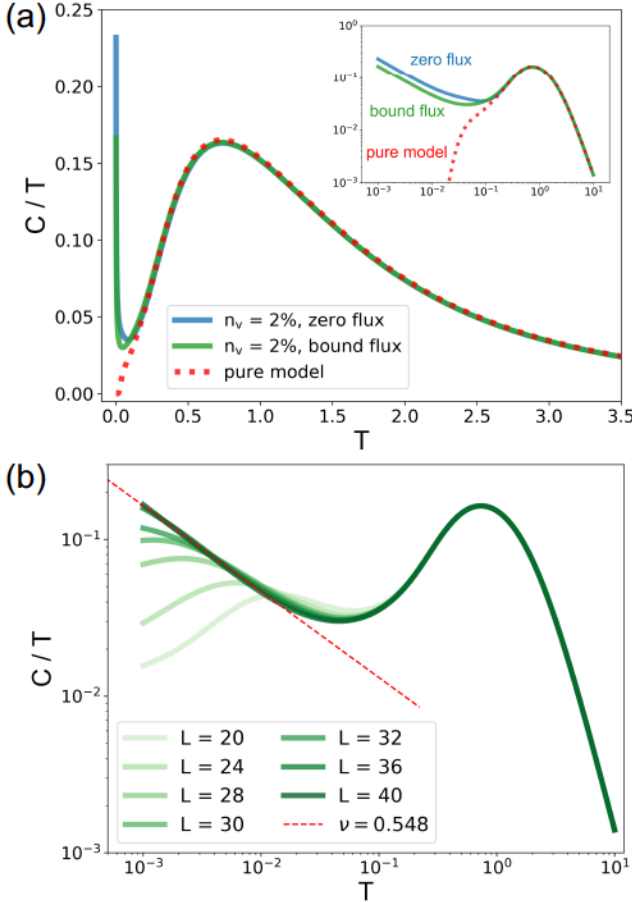 (a)
0.25
0.20
0.15
0.10
0.05
0.00
C / T
0.0 0.5 1.0 1.5 2.0 2.5 3.0 3.5
T
n_v = 2%, zero flux
n_v = 2%, bound flux
pure model
10⁰
10⁻¹
10⁻²
10⁻³
zero flux
bound flux
pure model
10⁻³ 10⁻² 10⁻¹ 10⁰ 10¹
(b)
10⁻¹
10⁻²
10⁻³
C / T
L = 20 L = 32
L = 24 L = 36
L = 28 L = 40
L = 30 ν = 0.548
10⁻³ 10⁻² 10⁻¹ 10⁰ 10¹
T